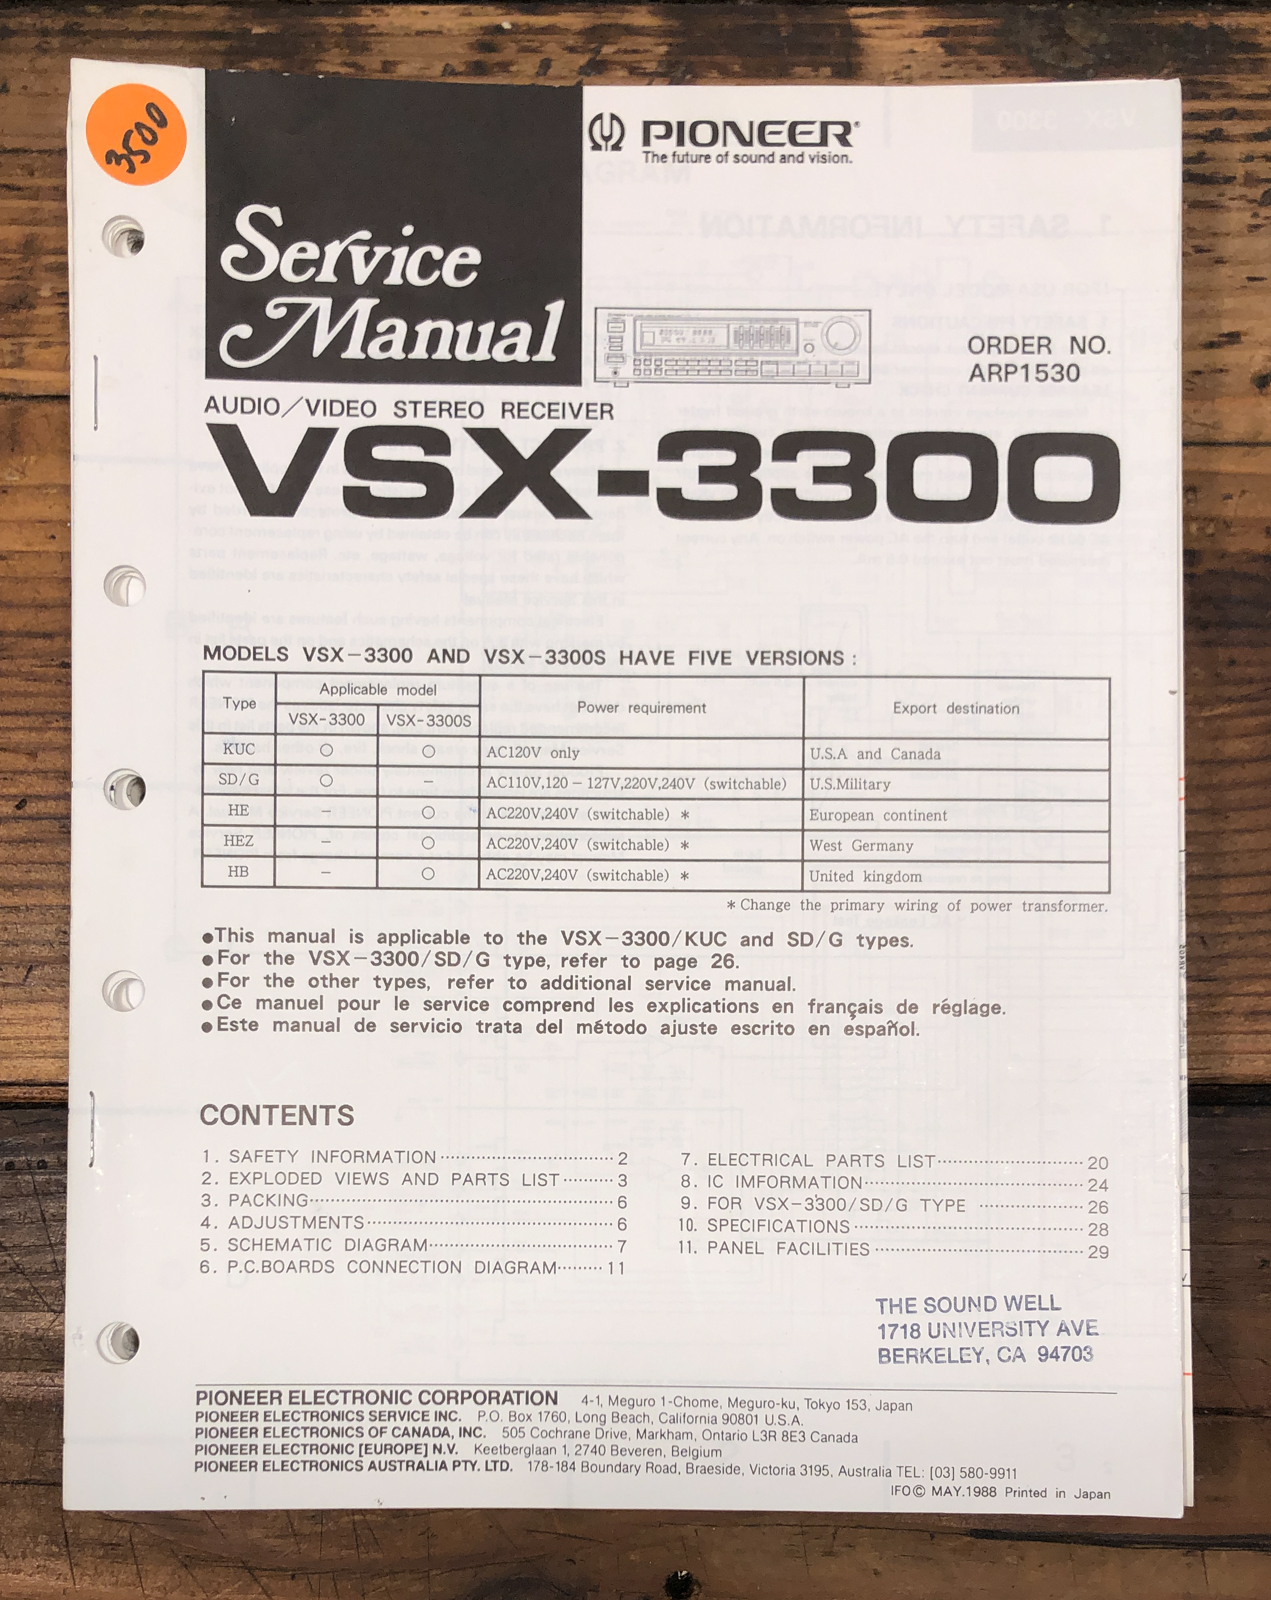 3500
PIONEER®
The future of sound and vision.
Service
Manual
ORDER NO.
ARP1530
AUDIO/VIDEO STEREO RECEIVER
VSX-3300
MODELS VSX-3300 AND VSX-3300S HAVE FIVE VERSIONS :
Type Applicable model Power requirement Export destination
VSX-3300 VSX-3300S
KUC ○ ○ AC120V only U.S.A and Canada
SD/G ○ – AC110V,120 – 127V,220V,240V (switchable) U.S.Military
HE – ○ AC220V,240V (switchable) * European continent
HEZ – ○ AC220V,240V (switchable) * West Germany
HB – ○ AC220V,240V (switchable) * United kingdom
* Change the primary wiring of power transformer.
●This manual is applicable to the VSX-3300/KUC and SD/G types.
●For the VSX-3300/SD/G type, refer to page 26.
●For the other types, refer to additional service manual.
●Ce manuel pour le service comprend les explications en français de réglage.
●Este manual de servicio trata del método ajuste escrito en español.
CONTENTS
1. SAFETY INFORMATION 2
2. EXPLODED VIEWS AND PARTS LIST 3
3. PACKING 6
4. ADJUSTMENTS 6
5. SCHEMATIC DIAGRAM 7
6. P.C.BOARDS CONNECTION DIAGRAM 11
7. ELECTRICAL PARTS LIST 20
8. IC IMFORMATION 24
9. FOR VSX-3300/SD/G TYPE 26
10. SPECIFICATIONS 28
11. PANEL FACILITIES 29
THE SOUND WELL
1718 UNIVERSITY AVE
BERKELEY, CA 94703
PIONEER ELECTRONIC CORPORATION 4-1, Meguro 1-Chome, Meguro-ku, Tokyo 153, Japan
PIONEER ELECTRONICS SERVICE INC. P.O. Box 1760, Long Beach, California 90801 U.S.A.
PIONEER ELECTRONICS OF CANADA, INC. 505 Cochrane Drive, Markham, Ontario L3R 8E3 Canada
PIONEER ELECTRONIC [EUROPE] N.V. Keetberglaan 1, 2740 Beveren, Belgium
PIONEER ELECTRONICS AUSTRALIA PTY. LTD. 178-184 Boundary Road, Braeside, Victoria 3195, Australia TEL: [03] 580-9911
IFO © MAY.1988 Printed in Japan